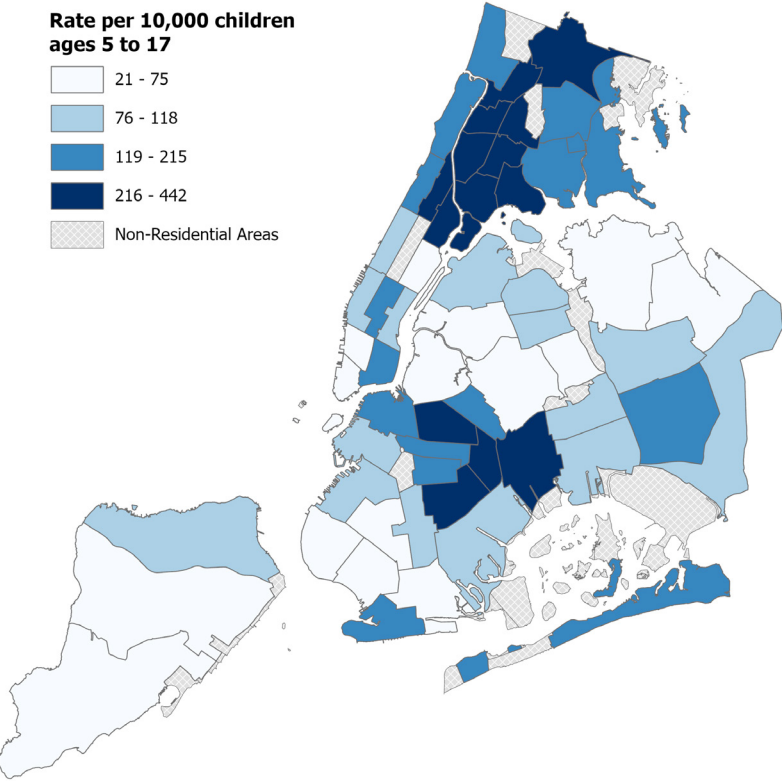 Rate per 10,000 children
ages 5 to 17
21 - 75
76 - 118
119 - 215
216 - 442
Non-Residential Areas